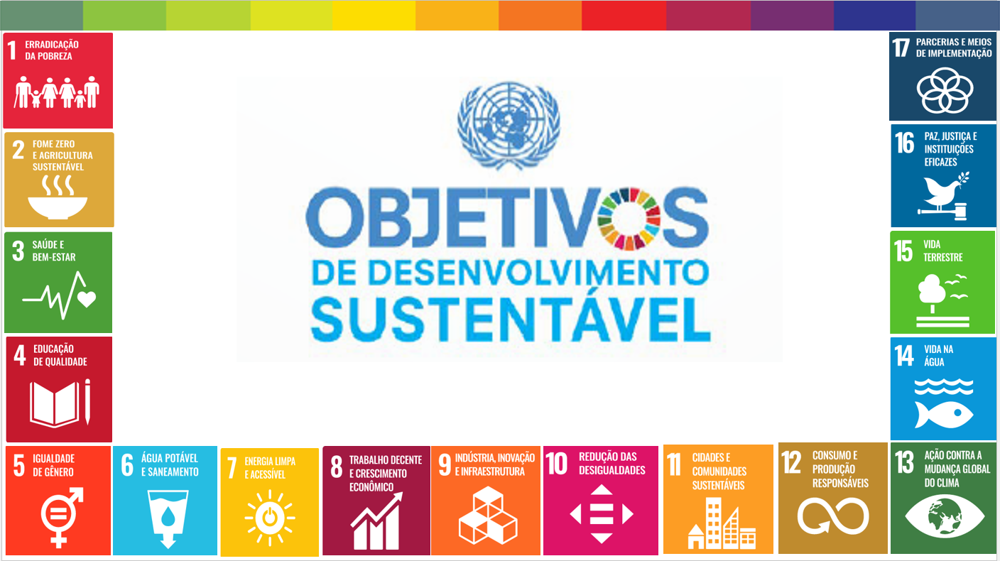 1 ERRADICAÇÃO
DA POBREZA
2 FOME ZERO
E AGRICULTURA
SUSTENTÁVEL
3 SAÚDE E
BEM-ESTAR
4 EDUCAÇÃO
DE QUALIDADE
5 IGUALDADE
DE GÊNERO
6 ÁGUA POTÁVEL
E SANEAMENTO
7 ENERGIA LIMPA
E ACESSÍVEL
8 TRABALHO DECENTE
E CRESCIMENTO
ECONÔMICO
9 INDÚSTRIA, INOVAÇÃO
E INFRAESTRUTURA
10 REDUÇÃO DAS
DESIGUALDADES
11 CIDADES E
COMUNIDADES
SUSTENTÁVEIS
12 CONSUMO E
PRODUÇÃO
RESPONSÁVEIS
13 AÇÃO CONTRA A
MUDANÇA GLOBAL
DO CLIMA
14 VIDA NA
ÁGUA
15 VIDA
TERRESTRE
16 PAZ, JUSTIÇA E
INSTITUIÇÕES
EFICAZES
17 PARCERIAS E MEIOS
DE IMPLEMENTAÇÃO
OBJETIVOS
DE DESENVOLVIMENTO
SUSTENTÁVEL